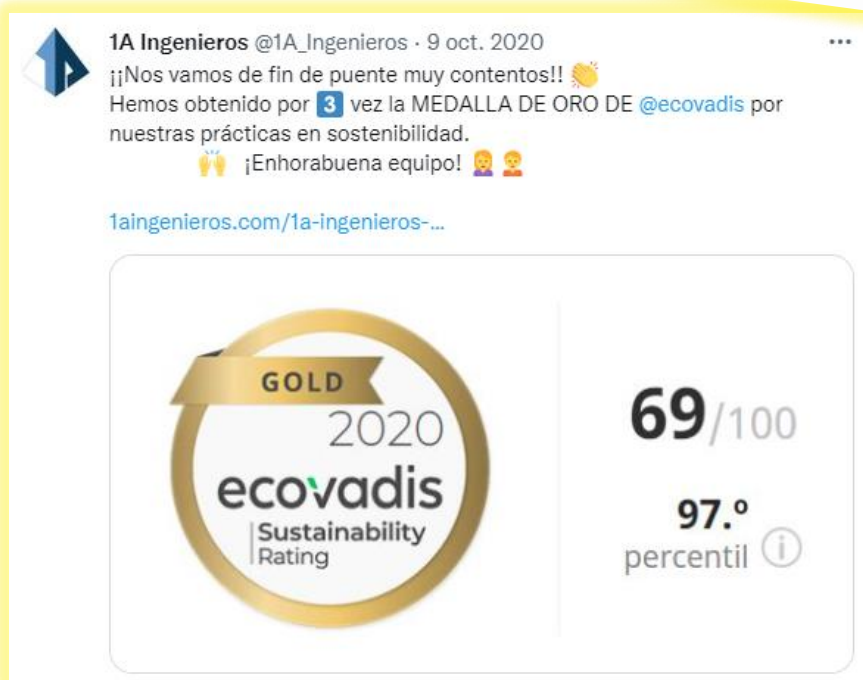 1A Ingenieros @1A_Ingenieros · 9 oct. 2020
¡¡Nos vamos de fin de puente muy contentos!! 👏
Hemos obtenido por 3️⃣ vez la MEDALLA DE ORO DE @ecovadis por
nuestras prácticas en sostenibilidad.
🙌 ¡Enhorabuena equipo! 🙎‍♀️ 🙎‍♂️
1aingenieros.com/1a-ingenieros-...
GOLD
2020
ecovadis
Sustainability
Rating
69/100
97.º
percentil